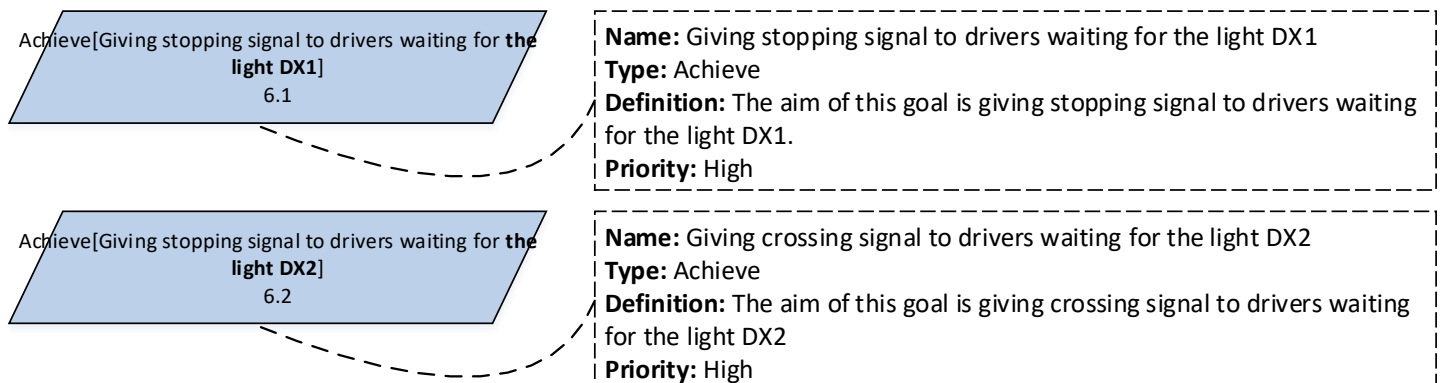 Achieve[Giving stopping signal to drivers waiting for the
light DX1]
6.1
Name: Giving stopping signal to drivers waiting for the light DX1
Type: Achieve
Definition: The aim of this goal is giving stopping signal to drivers waiting
for the light DX1.
Priority: High
Achieve[Giving stopping signal to drivers waiting for the
light DX2]
6.2
Name: Giving crossing signal to drivers waiting for the light DX2
Type: Achieve
Definition: The aim of this goal is giving crossing signal to drivers waiting
for the light DX2
Priority: High